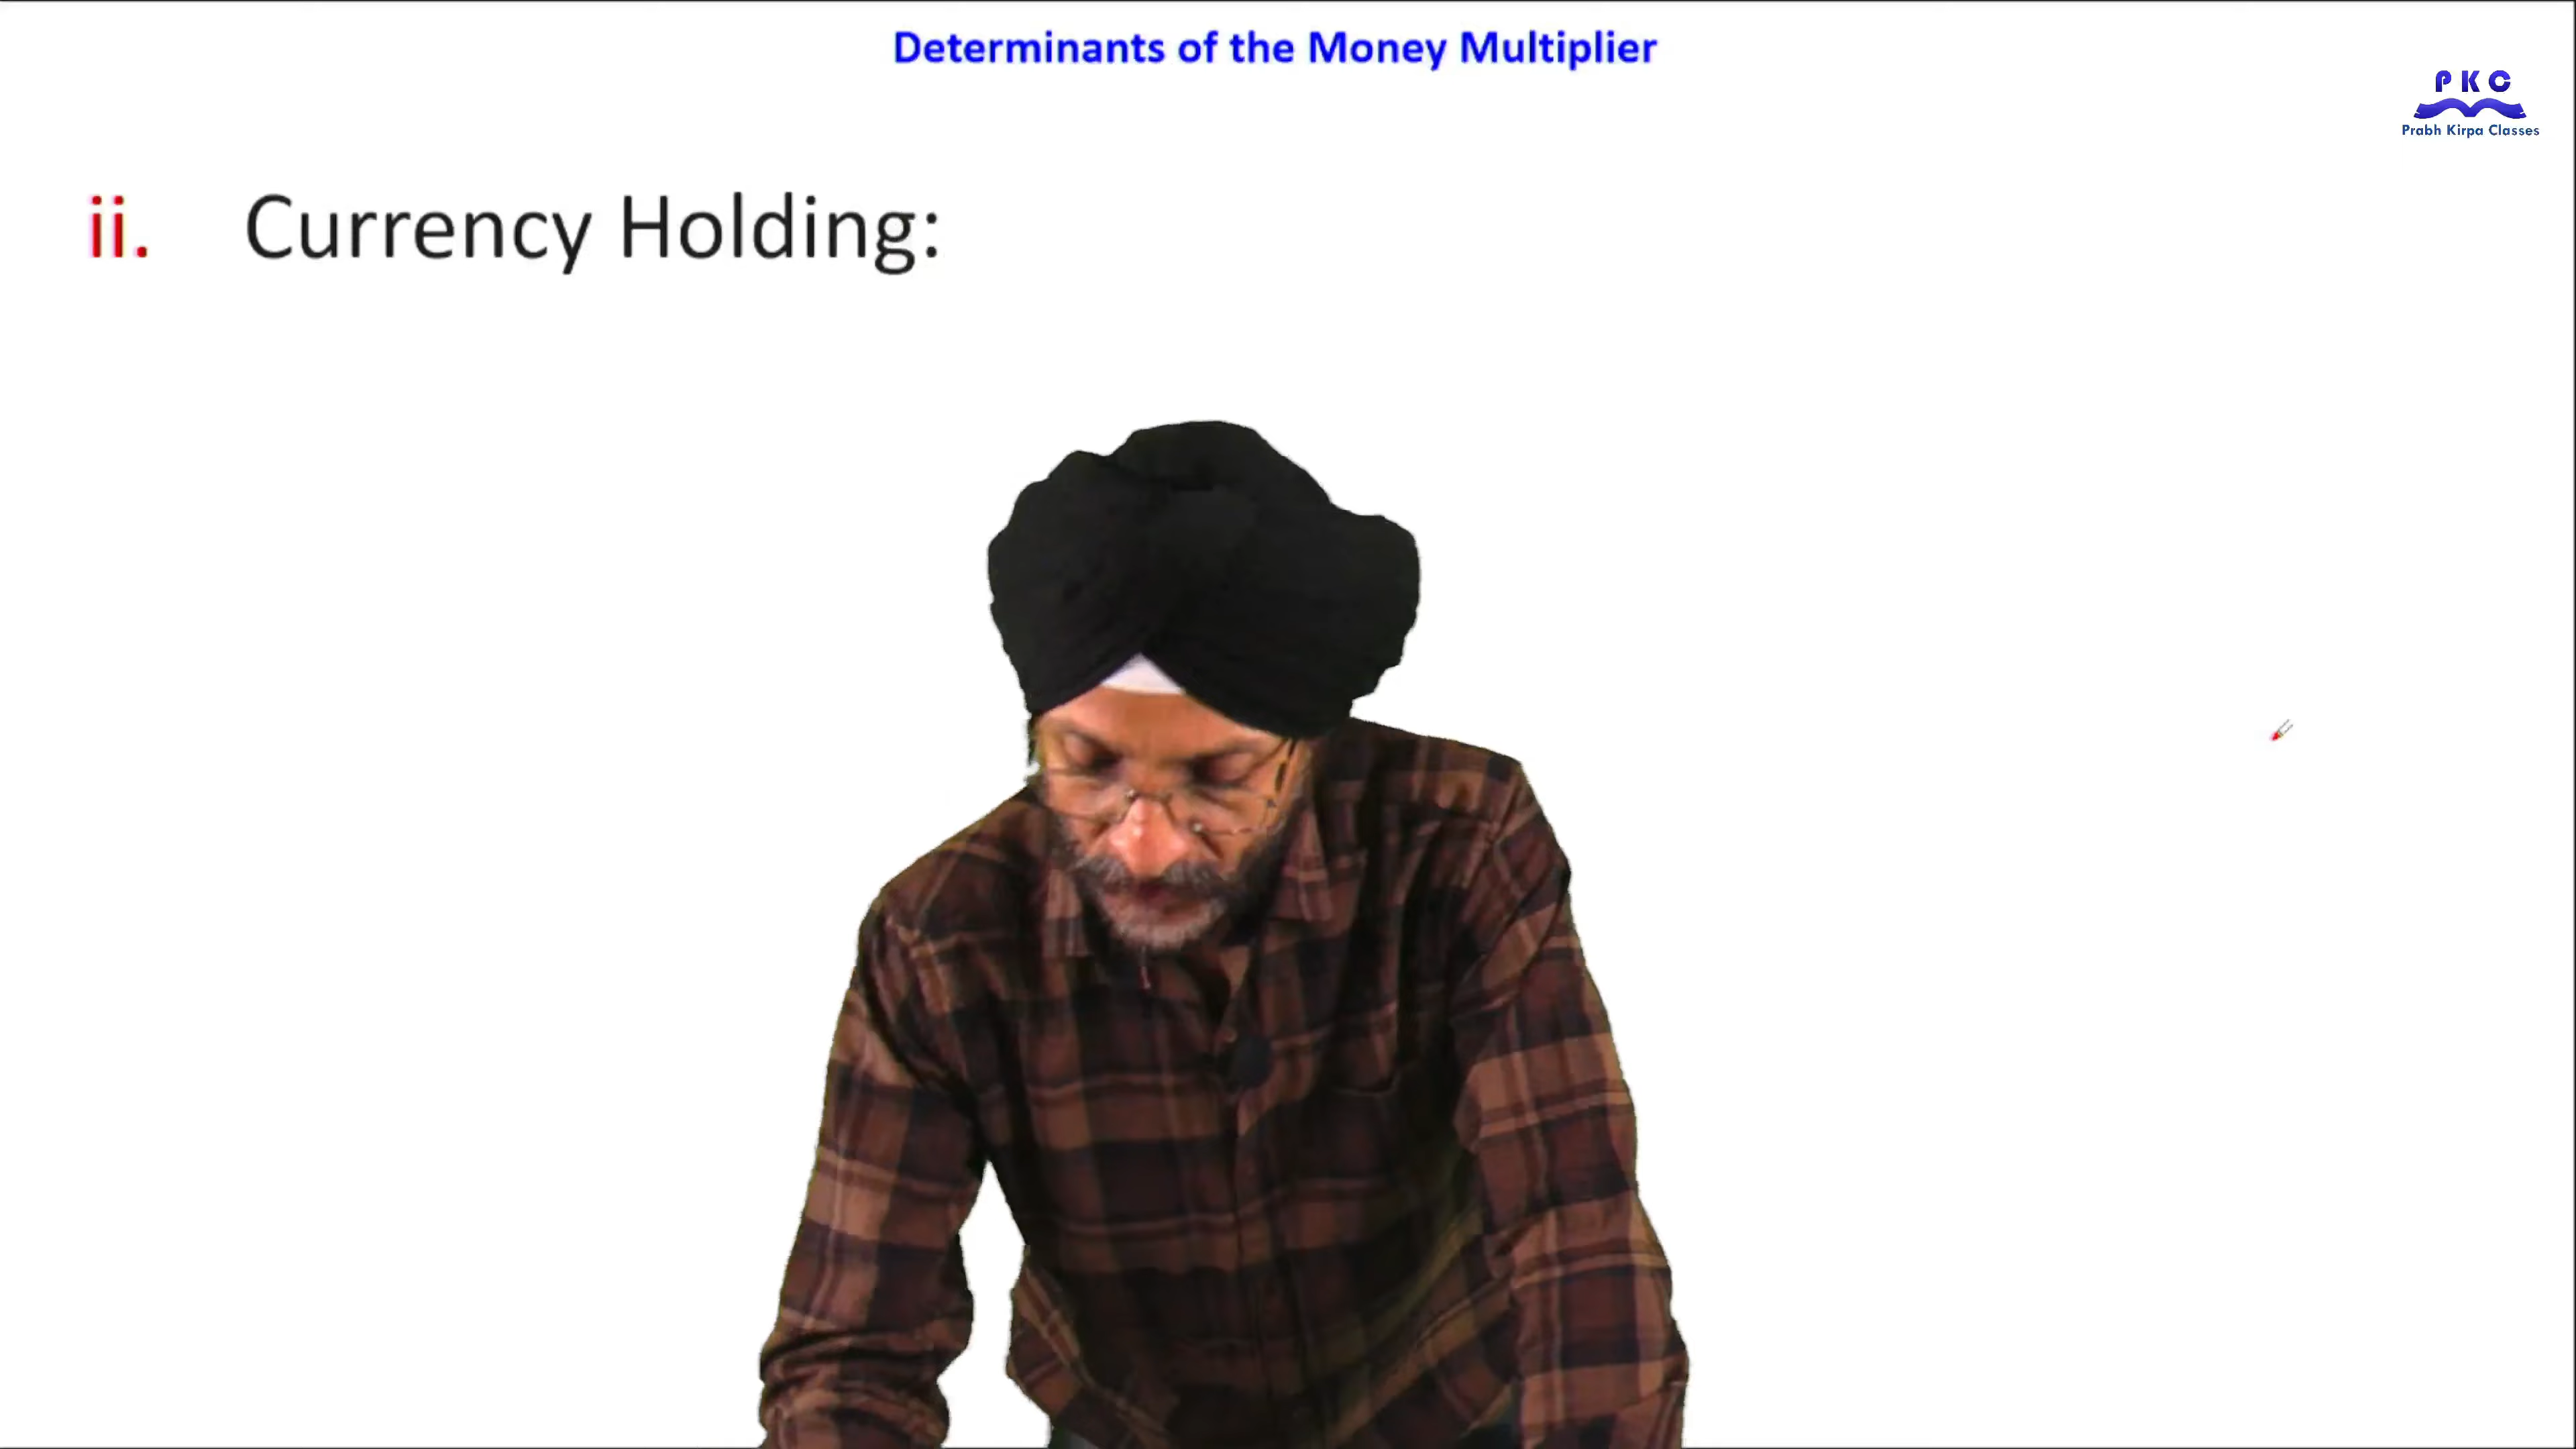 Determinants of the Money Multiplier
P K C
Prabh Kirpa Classes
ii. Currency Holding: